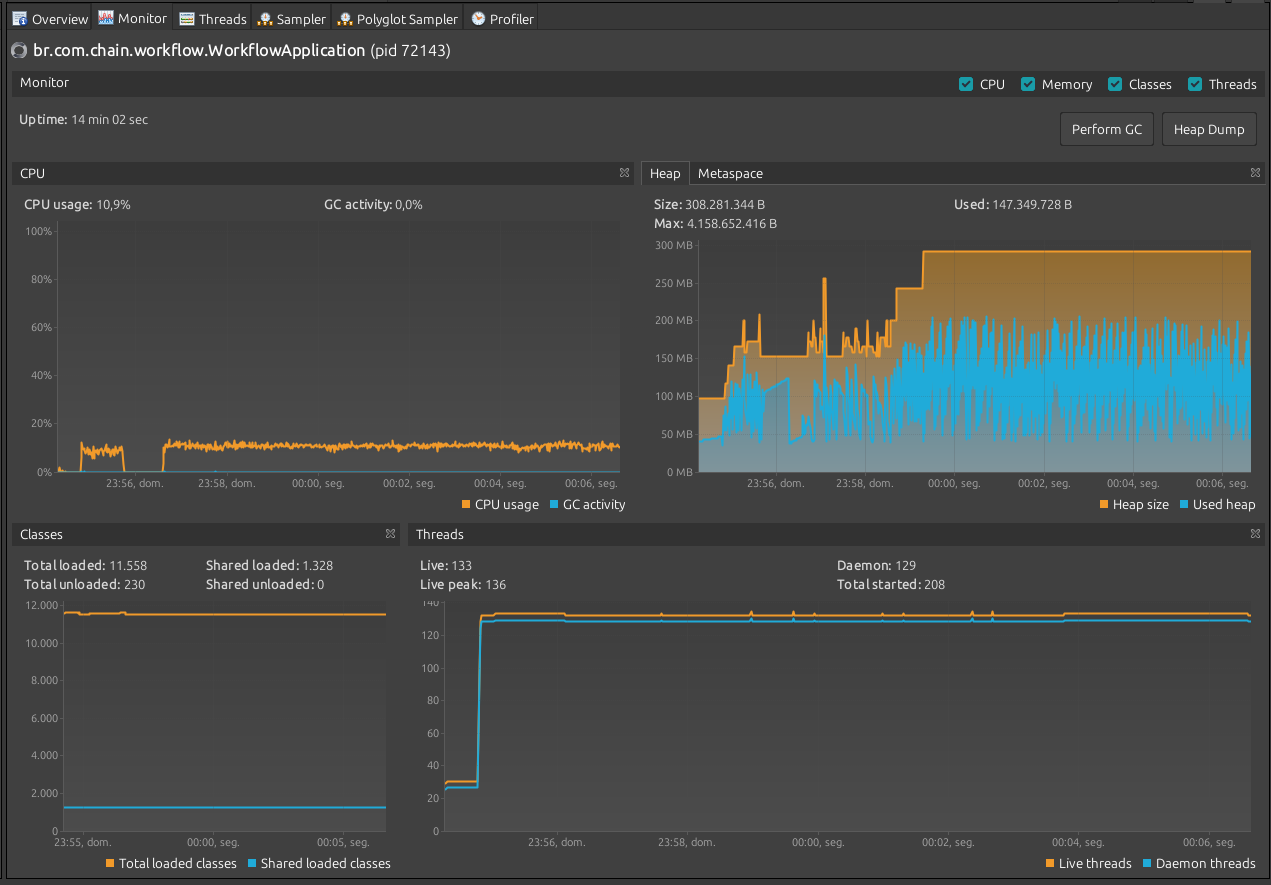 Overview Monitor Threads Sampler Polyglot Sampler Profiler
br.com.chain.workflow.WorkflowApplication (pid 72143)
Monitor
CPU Memory Classes Threads
Uptime: 14 min 02 sec
Perform GC Heap Dump
CPU
CPU usage: 10,9% GC activity: 0,0%
100%
80%
60%
40%
20%
0%
23:56, dom. 23:58, dom. 00:00, seg. 00:02, seg. 00:04, seg. 00:06, seg.
CPU usage GC activity
Heap Metaspace
Size: 308.281.344 B Used: 147.349.728 B
Max: 4.158.652.416 B
300 MB
250 MB
200 MB
150 MB
100 MB
50 MB
0 MB
23:56, dom. 23:58, dom. 00:00, seg. 00:02, seg. 00:04, seg. 00:06, seg.
Heap size Used heap
Classes
Total loaded: 11.558 Shared loaded: 1.328
Total unloaded: 230 Shared unloaded: 0
12.000
10.000
8.000
6.000
4.000
2.000
0
23:55, dom. 00:00, seg. 00:05, seg.
Total loaded classes Shared loaded classes
Threads
Live: 133 Daemon: 129
Live peak: 136 Total started: 208
140
120
100
80
60
40
20
0
23:56, dom. 23:58, dom. 00:00, seg. 00:02, seg. 00:04, seg. 00:06, seg.
Live threads Daemon threads